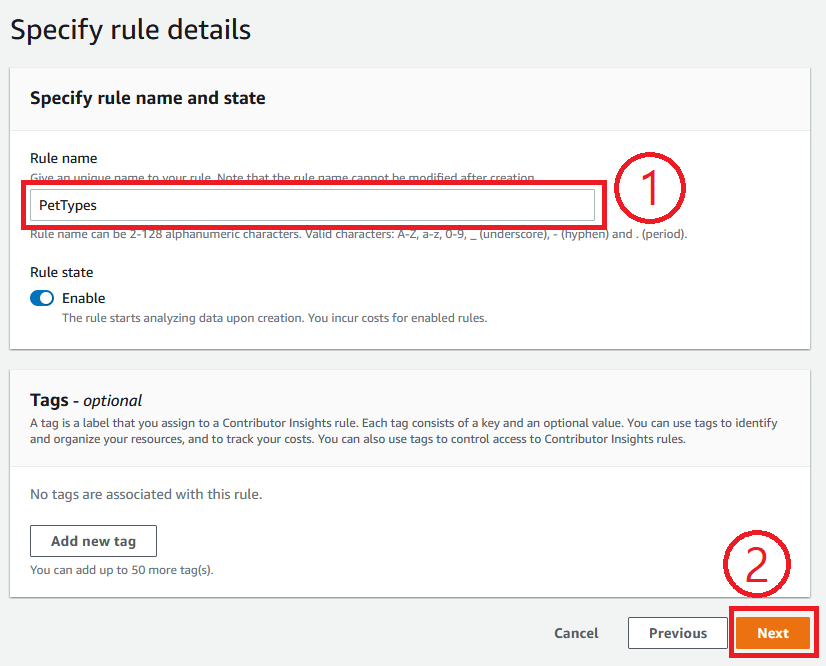 Specify rule details
Specify rule name and state
Rule name
Give an unique name to your rule. Note that the rule name cannot be modified after creation.
1
PetTypes
Rule name can be 2-128 alphanumeric characters. Valid characters: A-Z, a-z, 0-9, _ (underscore), - (hyphen) and . (period).
Rule state
Enable
The rule starts analyzing data upon creation. You incur costs for enabled rules.
Tags - optional
A tag is a label that you assign to a Contributor Insights rule. Each tag consists of a key and an optional value. You can use tags to identify
and organize your resources, and to track your costs. You can also use tags to control access to Contributor Insights rules.
No tags are associated with this rule.
Add new tag
You can add up to 50 more tag(s).
2
Cancel
Previous
Next